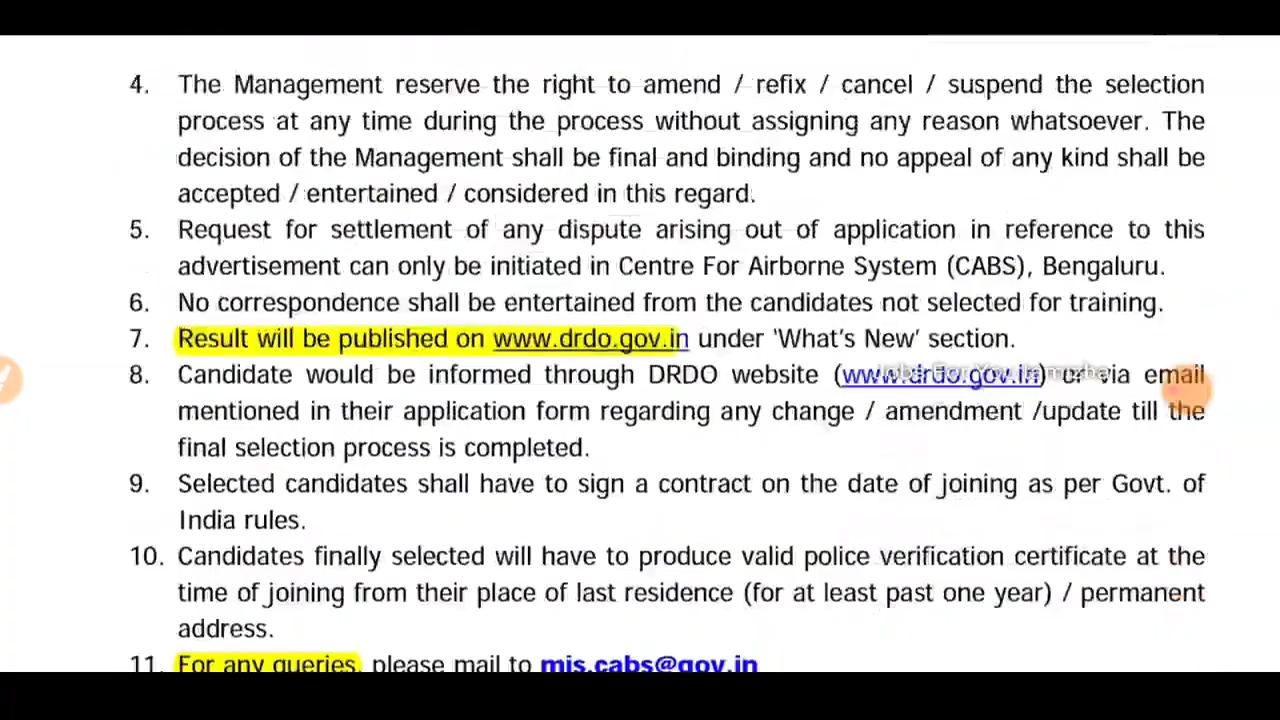 4. The Management reserve the right to amend / refix / cancel / suspend the selection
process at any time during the process without assigning any reason whatsoever. The
decision of the Management shall be final and binding and no appeal of any kind shall be
accepted / entertained / considered in this regard.
5. Request for settlement of any dispute arising out of application in reference to this
advertisement can only be initiated in Centre For Airborne System (CABS), Bengaluru.
6. No correspondence shall be entertained from the candidates not selected for training.
7. Result will be published on www.drdo.gov.in under ‘What’s New’ section.
8. Candidate would be informed through DRDO website (www.drdo.gov.in) or via email
mentioned in their application form regarding any change / amendment /update till the
final selection process is completed.
9. Selected candidates shall have to sign a contract on the date of joining as per Govt. of
India rules.
10. Candidates finally selected will have to produce valid police verification certificate at the
time of joining from their place of last residence (for at least past one year) / permanent
address.
11. For any queries, please mail to mis.cabs@gov.in